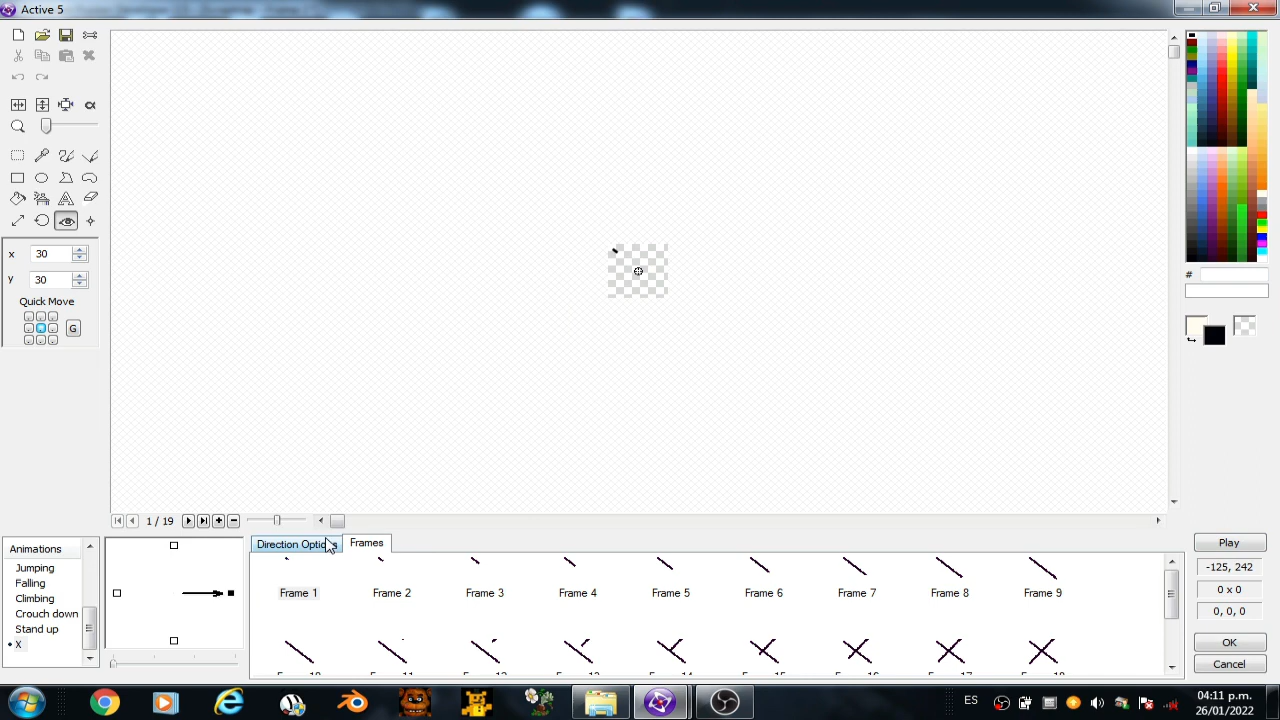 Active 5
x 30
y 30
Quick Move
G
#
1 / 19
Animations
Jumping
Falling
Climbing
Crouch down
Stand up
X
Direction Options
Frames
Frame 1 Frame 2 Frame 3 Frame 4 Frame 5 Frame 6 Frame 7 Frame 8 Frame 9
Play
-125, 242
0 x 0
0, 0, 0
OK
Cancel
ES
04:11 p.m.
26/01/2022